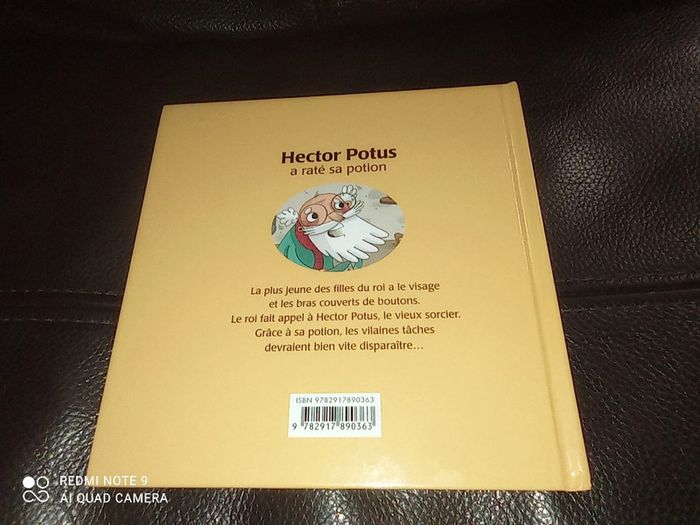 Hector Potus
a raté sa potion
La plus jeune des filles du roi a le visage
et les bras couverts de boutons.
Le roi fait appel à Hector Potus, le vieux sorcier.
Grâce à sa potion, les vilaines tâches
devraient bien vite disparaître...
ISBN 9782917890363
9 782917 890363
REDMI NOTE 9
AI QUAD CAMERA